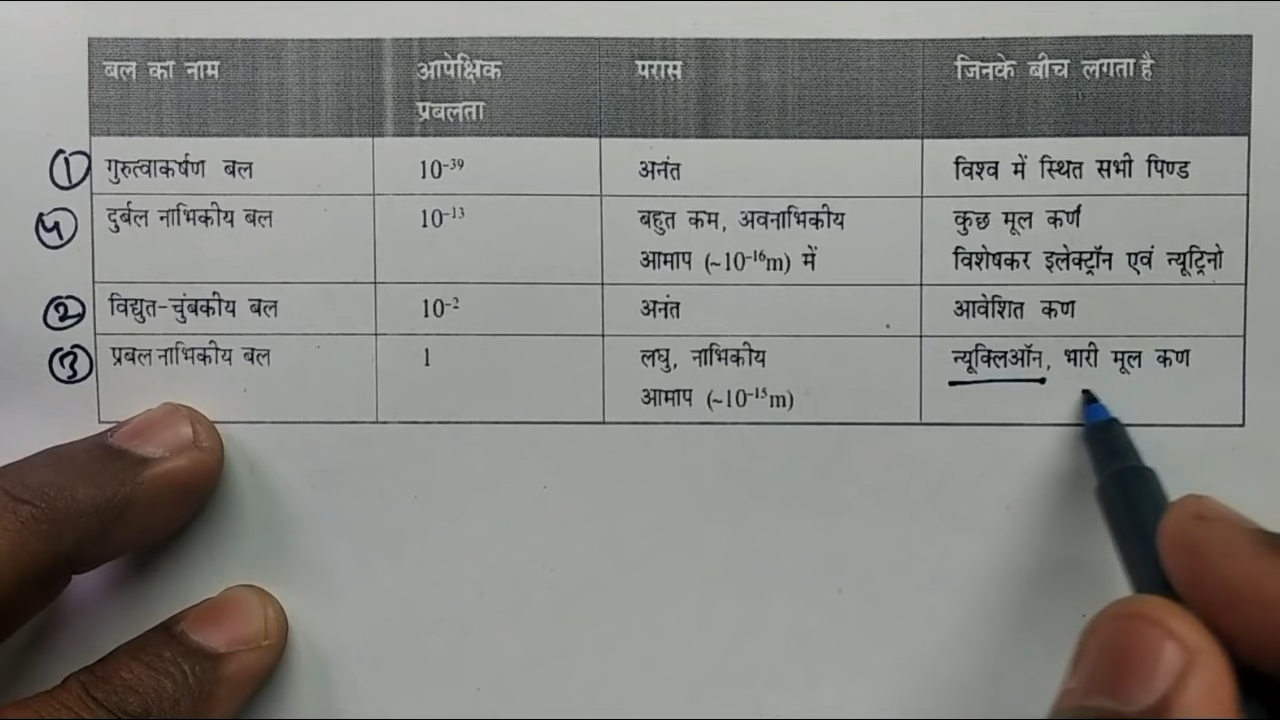 बल का नाम आपेक्षिक परास जिनके बीच लगता है
प्रबलता
① गुरुत्वाकर्षण बल 10⁻³⁹ अनंत विश्व में स्थित सभी पिण्ड
④ दुर्बल नाभिकीय बल 10⁻¹³ बहुत कम, अवनाभिकीय कुछ मूल कर्ण
आमाप (~10⁻¹⁶m) में विशेषकर इलेक्ट्रॉन एवं न्यूट्रिनो
② विद्युत-चुंबकीय बल 10⁻² अनंत आवेशित कण
③ प्रबल नाभिकीय बल 1 लघु, नाभिकीय न्यूक्लिऑन, भारी मूल कण
आमाप (~10⁻¹⁵m)